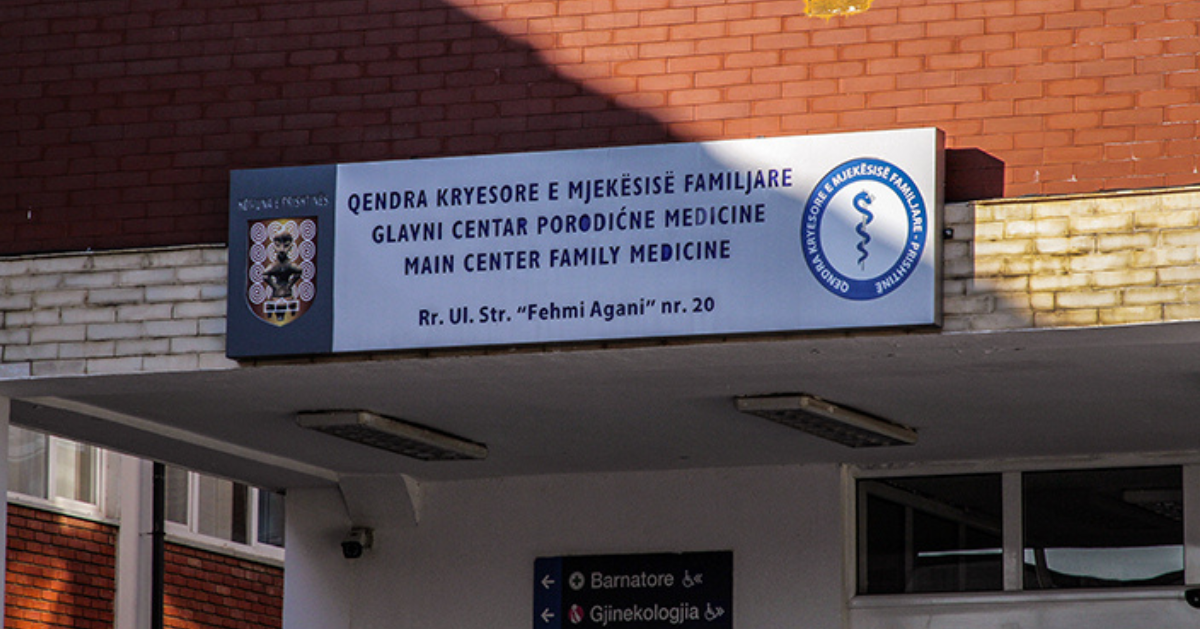 KOMUNA E PRISHTINËS
QENDRA KRYESORE E MJEKËSISË FAMILJARE
GLAVNI CENTAR PORODIĆNE MEDICINE
MAIN CENTER FAMILY MEDICINE
Rr. Ul. Str. “Fehmi Agani” nr. 20
QENDRA KRYESORE E MJEKËSISË FAMILJARE - PRISHTINË
Barnatore
Gjinekologjia